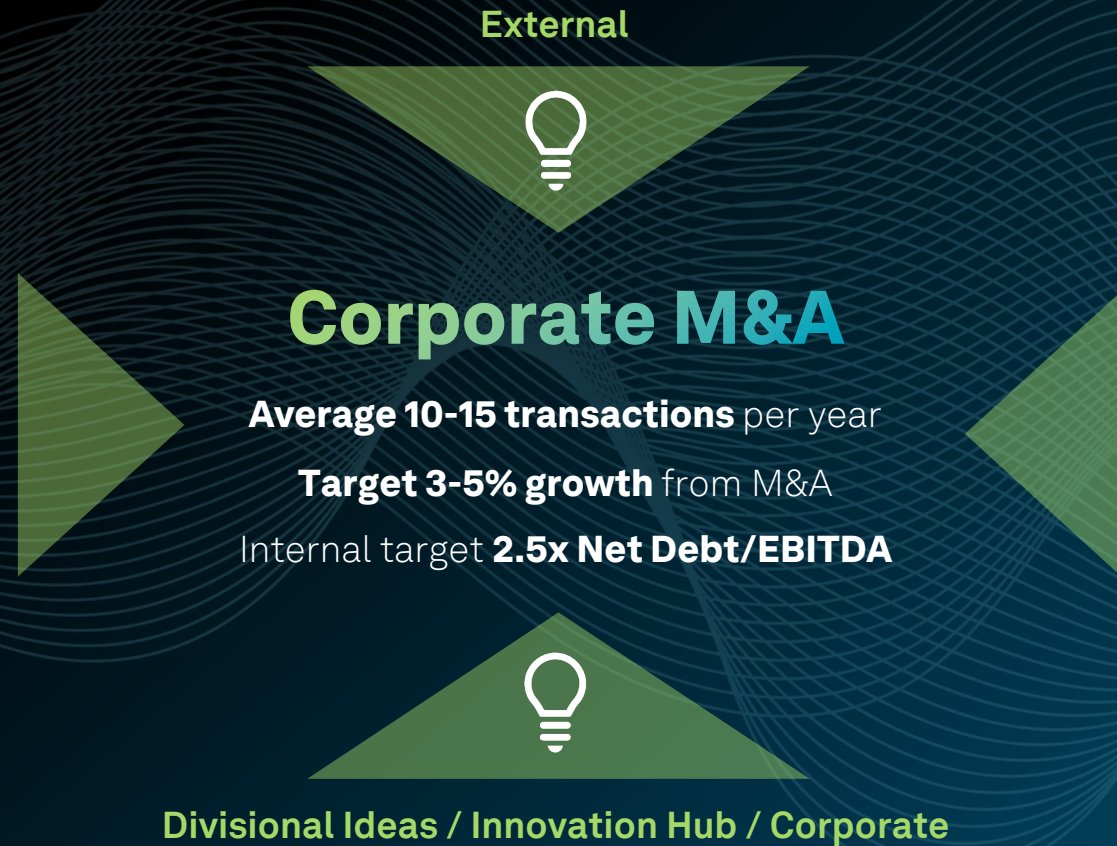 External
Corporate M&A
Average 10-15 transactions per year
Target 3-5% growth from M&A
Internal target 2.5x Net Debt/EBITDA
Divisional Ideas / Innovation Hub / Corporate